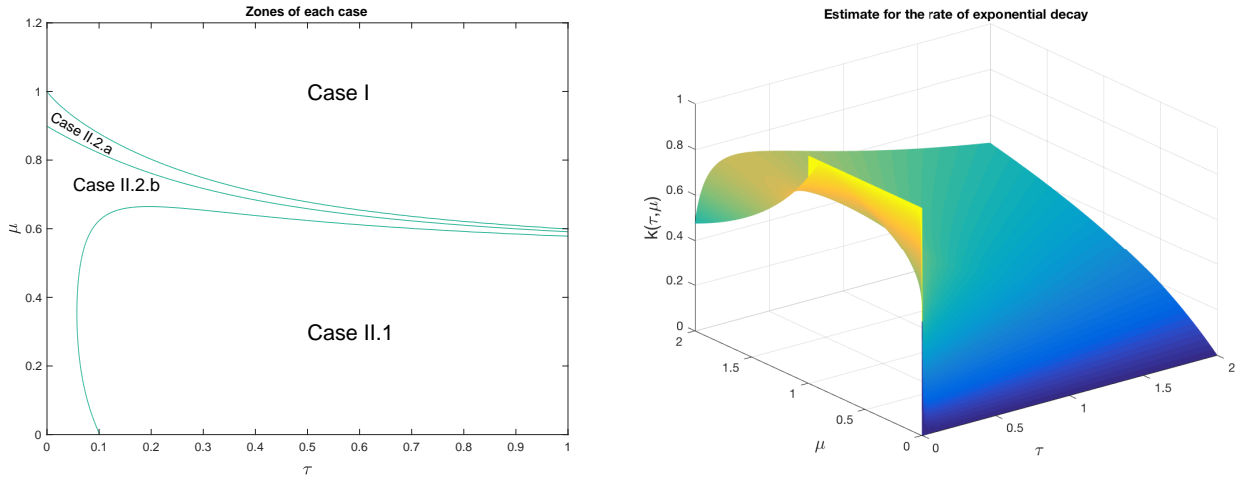 Zones of each case
1.2
1
0.8
0.6
0.4
0.2
0
μ
Case I
Case II.2.a
Case II.2.b
Case II.1
0 0.1 0.2 0.3 0.4 0.5 0.6 0.7 0.8 0.9 1
τ
Estimate for the rate of exponential decay
1
0.8
0.6
0.4
0.2
0
k(τ,μ)
2
1.5
1
0.5
0
μ
0
0.5
1
1.5
2
τ